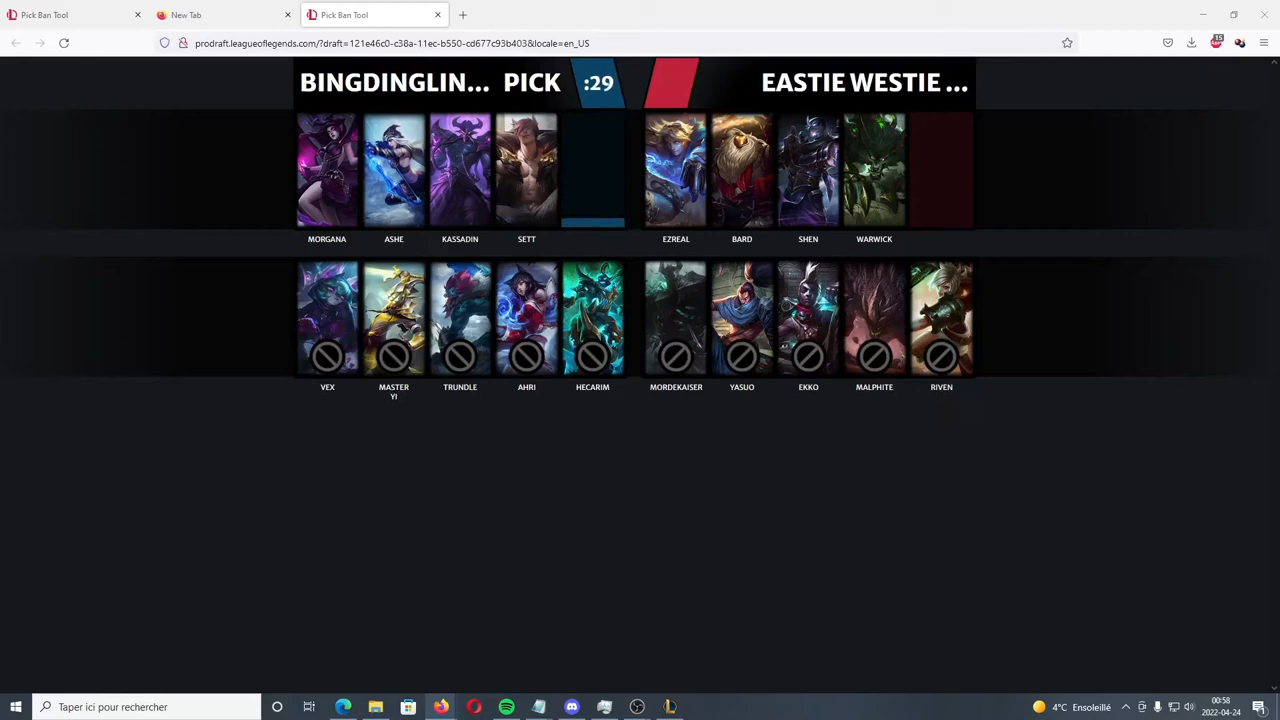 Pick Ban Tool
New Tab
Pick Ban Tool
prodraft.leagueoflegends.com/?draft=121e46c0-c38a-11ec-b550-cd677c93b303&locale=en_US
15
BINGDINGLIN... PICK :29 EASTIE WESTIE ...
MORGANA ASHE KASSADIN SETT EZREAL BARD SHEN WARWICK
VEX MASTER YI TRUNDLE AHRI HECARIM MORDEKAISER YASUO EKKO MALPHITE RIVEN
Taper ici pour rechercher
4°C Ensoleillé
00:58
2022-04-24